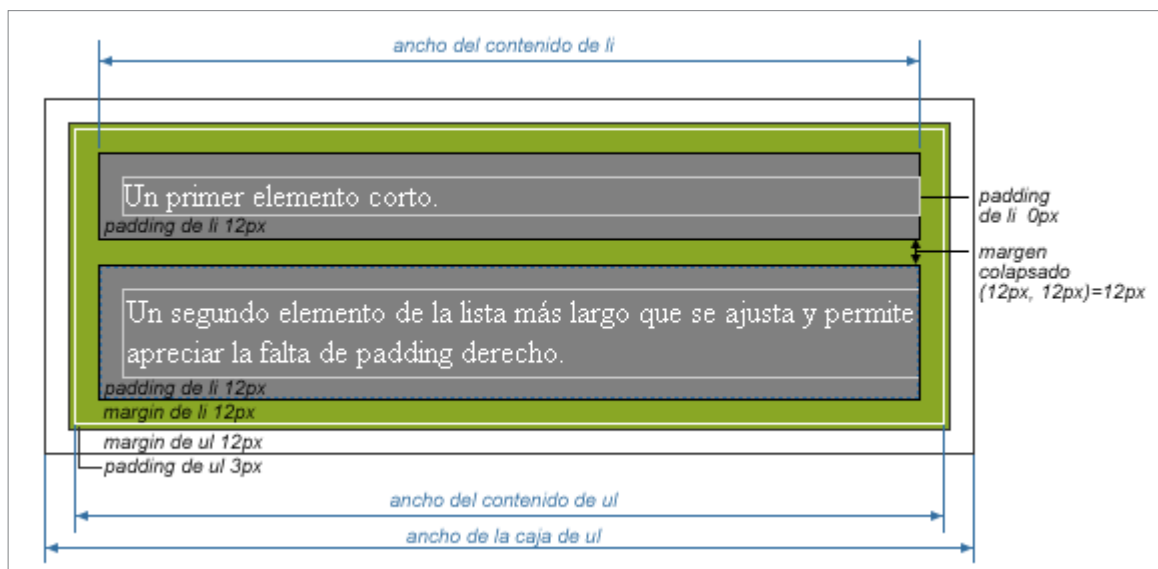 ancho del contenido de li
Un primer elemento corto.
padding de li 12px
padding
de li 0px
margen
colapsado
(12px, 12px)=12px
Un segundo elemento de la lista más largo que se ajusta y permite
apreciar la falta de padding derecho.
padding de li 12px
margin de li 12px
margin de ul 12px
padding de ul 3px
ancho del contenido de ul
ancho de la caja de ul